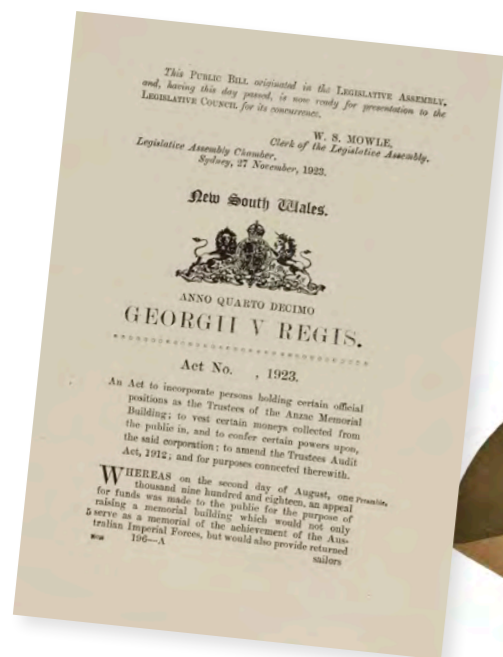 This PUBLIC BILL originated in the LEGISLATIVE ASSEMBLY,
and, having this day passed, is now ready for presentation to the
LEGISLATIVE COUNCIL for its concurrence.
W. S. MOWLE,
Clerk of the Legislative Assembly.
Legislative Assembly Chamber,
Sydney, 27 November, 1923.
New South Wales.
ANNO QUARTO DECIMO
GEORGII V REGIS.
Act No. , 1923.
An Act to incorporate persons holding certain official
positions as the Trustees of the Anzac Memorial
Building; to vest certain moneys collected from
the public in, and to confer certain powers upon,
the said corporation; to amend the Trustees Audit
Act, 1912; and for purposes connected therewith.
WHEREAS on the second day of August, one Preamble.
thousand nine hundred and eighteen, an appeal
for funds was made to the public for the purpose of
raising a memorial building which would not only
5 serve as a memorial of the achievement of the Aus-
tralian Imperial Forces, but would also provide returned
196—A
sailors